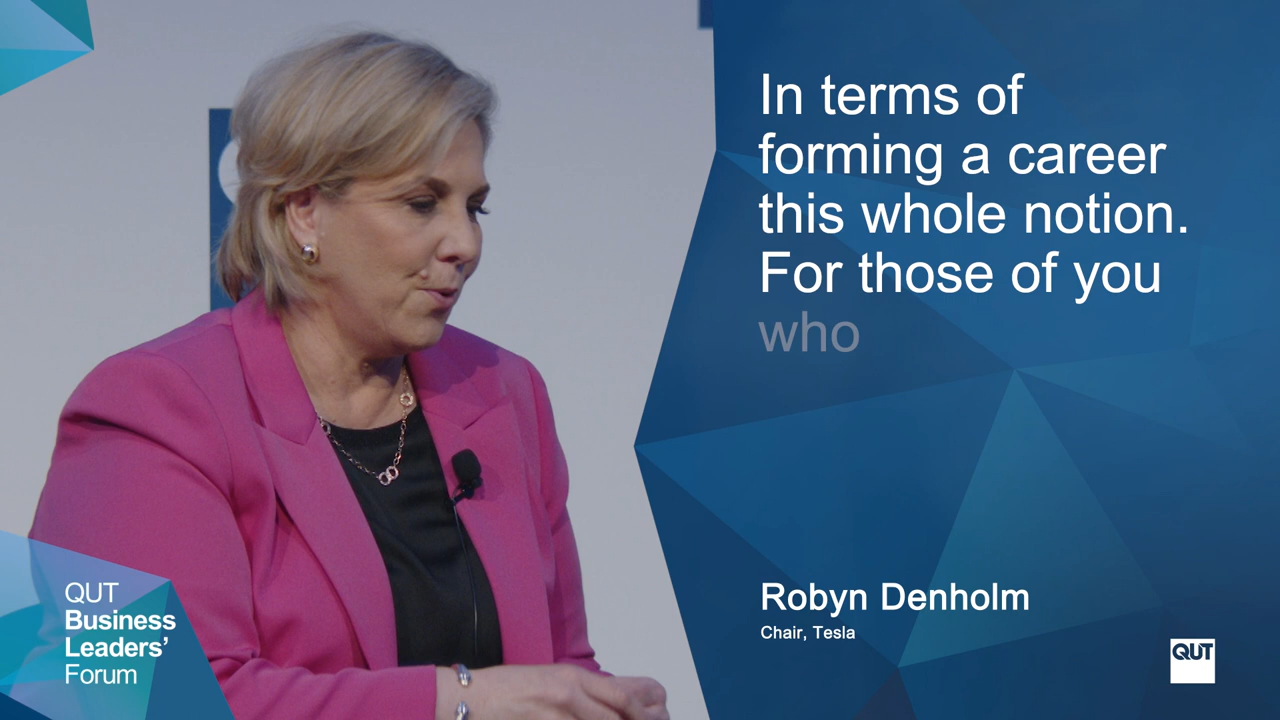 In terms of
forming a career
this whole notion.
For those of you
who
Robyn Denholm
Chair, Tesla
QUT
Business
Leaders’
Forum
QUT